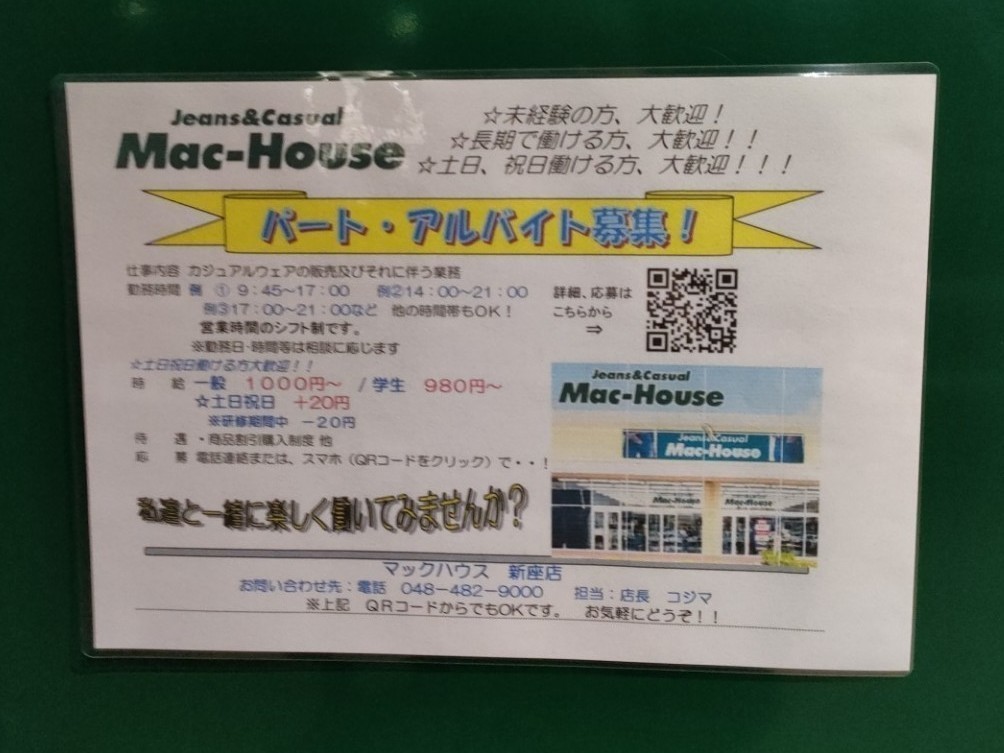 Jeans&Casual
Mac-House
☆未経験の方、大歓迎!
☆長期で働ける方、大歓迎!!
☆土日、祝日働ける方、大歓迎!!!
パート・アルバイト募集!
仕事内容 カジュアルウェアの販売及びそれに伴う業務
勤務時間 例 ① 9:45~17:00 例②14:00~21:00
例③17:00~21:00など 他の時間帯もOK!
営業時間のシフト制です。
※勤務日・時間等は相談に応じます
☆土日祝日働ける方大歓迎!!
時 給 一般 1000円~ / 学生 980円~
☆土日祝日 +20円
※研修期間中 -20円
待 遇 ・商品割引購入制度 他
応 募 電話連絡または、スマホ(QRコードをクリック)で・・!
詳細、応募は
こちらから
⇒
Jeans&Casual
Mac-House
Jeans&Casual
Mac-House
Mac-House Mac-House
私達と一緒に楽しく働いてみませんか?
マックハウス 新座店
お問い合わせ先:電話 048-482-9000 担当:店長 コジマ
※上記 QRコードからでもOKです。 お気軽にどうぞ!!